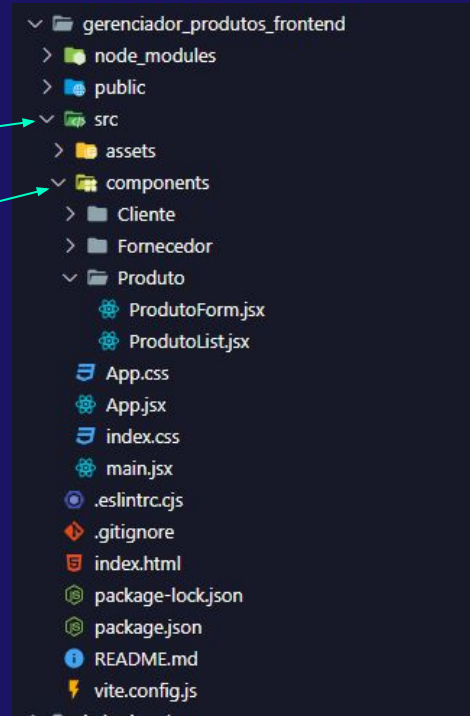 gerenciador_produtos_frontend
node_modules
public
src
assets
components
Cliente
Fornecedor
Produto
ProdutoForm.jsx
ProdutoList.jsx
App.css
App.jsx
index.css
main.jsx
.eslintrc.cjs
.gitignore
index.html
package-lock.json
package.json
README.md
vite.config.js